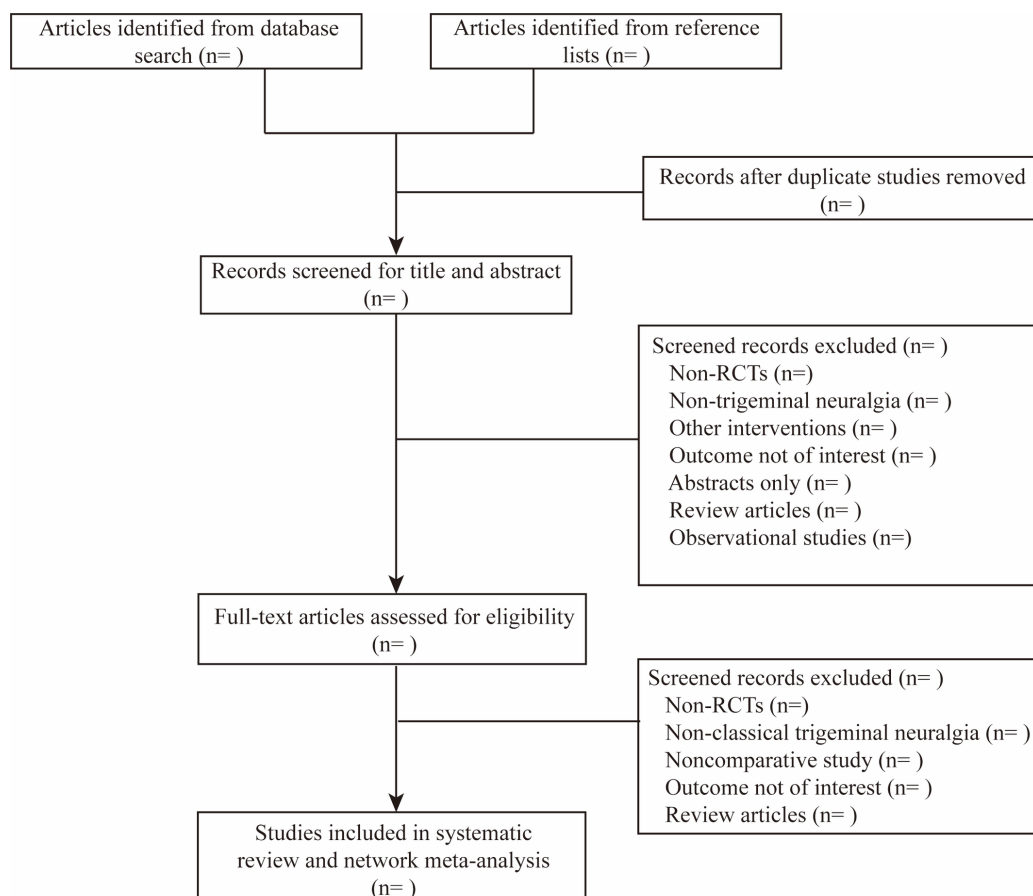 Articles identified from database
search (n= )
Articles identified from reference
lists (n= )
Records after duplicate studies removed
(n= )
Records screened for title and abstract
(n= )
Screened records excluded (n= )
Non-RCTs (n=)
Non-trigeminal neuralgia (n= )
Other interventions (n= )
Outcome not of interest (n= )
Abstracts only (n= )
Review articles (n= )
Observational studies (n=)
Full-text articles assessed for eligibility
(n= )
Screened records excluded (n= )
Non-RCTs (n=)
Non-classical trigeminal neuralgia (n= )
Noncomparative study (n= )
Outcome not of interest (n= )
Review articles (n= )
Studies included in systematic
review and network meta-analysis
(n= )